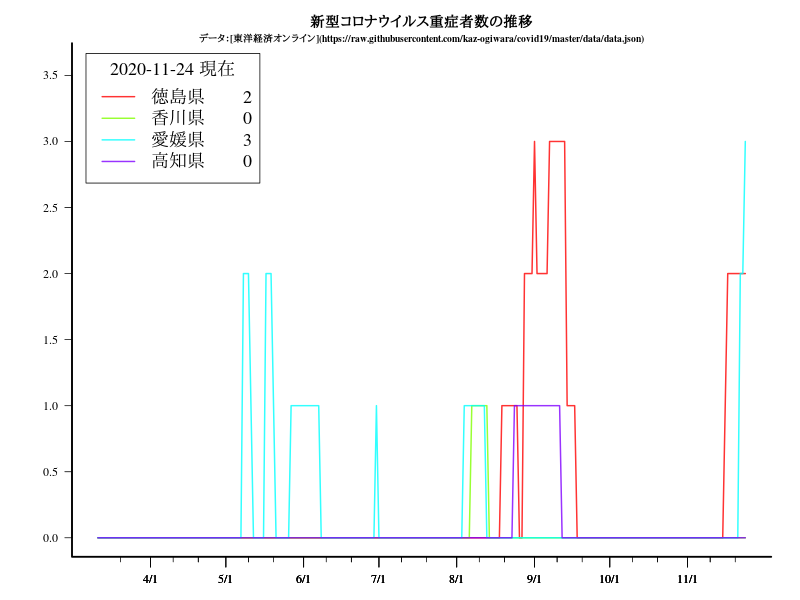 新型コロナウイルス重症者数の推移
データ:[東洋経済オンライン](https://raw.githubusercontent.com/kaz-ogiwara/covid19/master/data/data.json)
2020-11-24 現在
徳島県 2
香川県 0
愛媛県 3
高知県 0
3.5
3.0
2.5
2.0
1.5
1.0
0.5
0.0
4/1 5/1 6/1 7/1 8/1 9/1 10/1 11/1